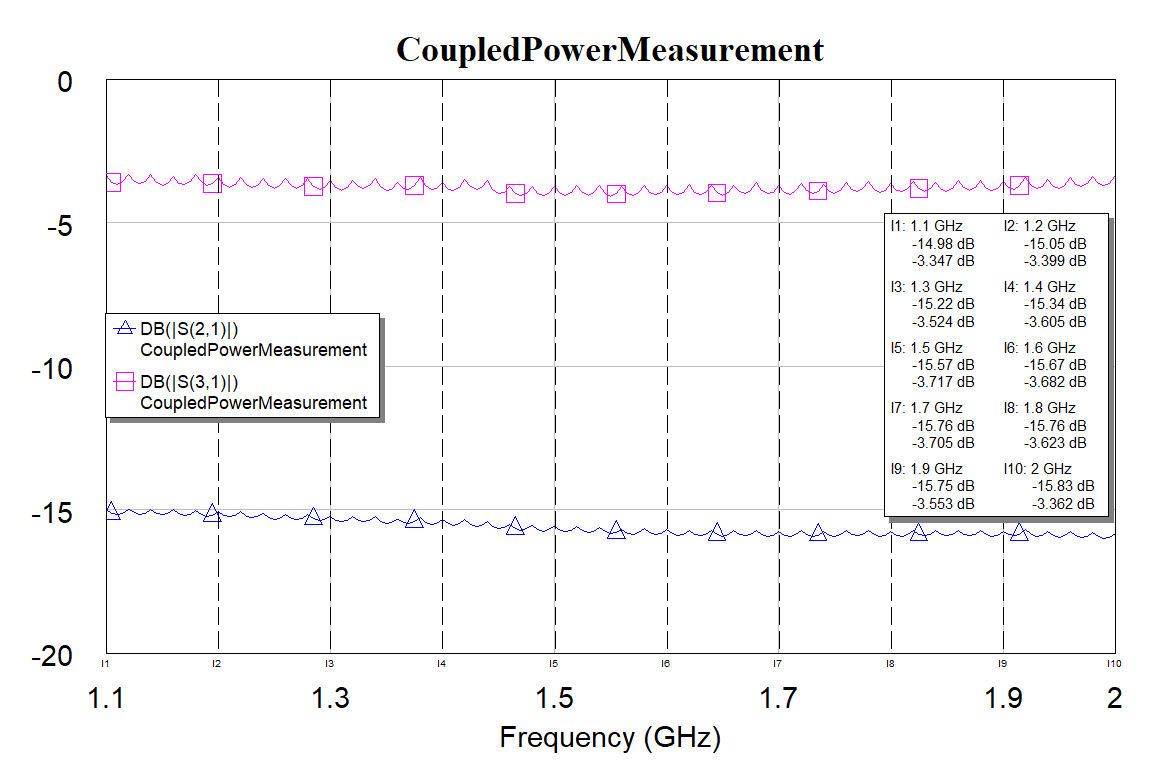 CoupledPowerMeasurement
0
-5
-10
-15
-20
DB(|S(2,1)|)
CoupledPowerMeasurement
DB(|S(3,1)|)
CoupledPowerMeasurement
I1: 1.1 GHz
-14.98 dB
-3.347 dB
I2: 1.2 GHz
-15.05 dB
-3.399 dB
I3: 1.3 GHz
-15.22 dB
-3.524 dB
I4: 1.4 GHz
-15.34 dB
-3.605 dB
I5: 1.5 GHz
-15.57 dB
-3.717 dB
I6: 1.6 GHz
-15.67 dB
-3.682 dB
I7: 1.7 GHz
-15.76 dB
-3.705 dB
I8: 1.8 GHz
-15.76 dB
-3.623 dB
I9: 1.9 GHz
-15.75 dB
-3.553 dB
I10: 2 GHz
-15.83 dB
-3.362 dB
I1 I2 I3 I4 I5 I6 I7 I8 I9 I10
1.1 1.3 1.5 1.7 1.9 2
Frequency (GHz)